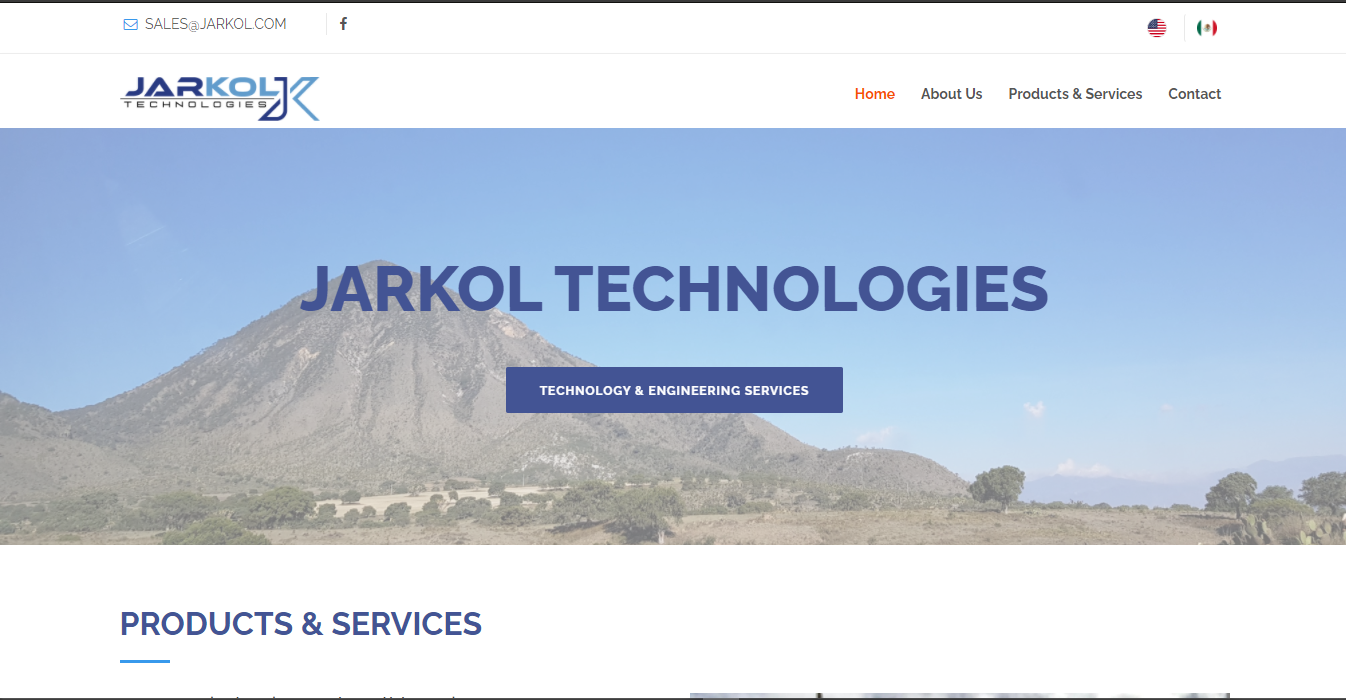 SALES@JARKOL.COM
JARKOL
TECHNOLOGIES
Home About Us Products & Services Contact
JARKOL TECHNOLOGIES
TECHNOLOGY & ENGINEERING SERVICES
PRODUCTS & SERVICES